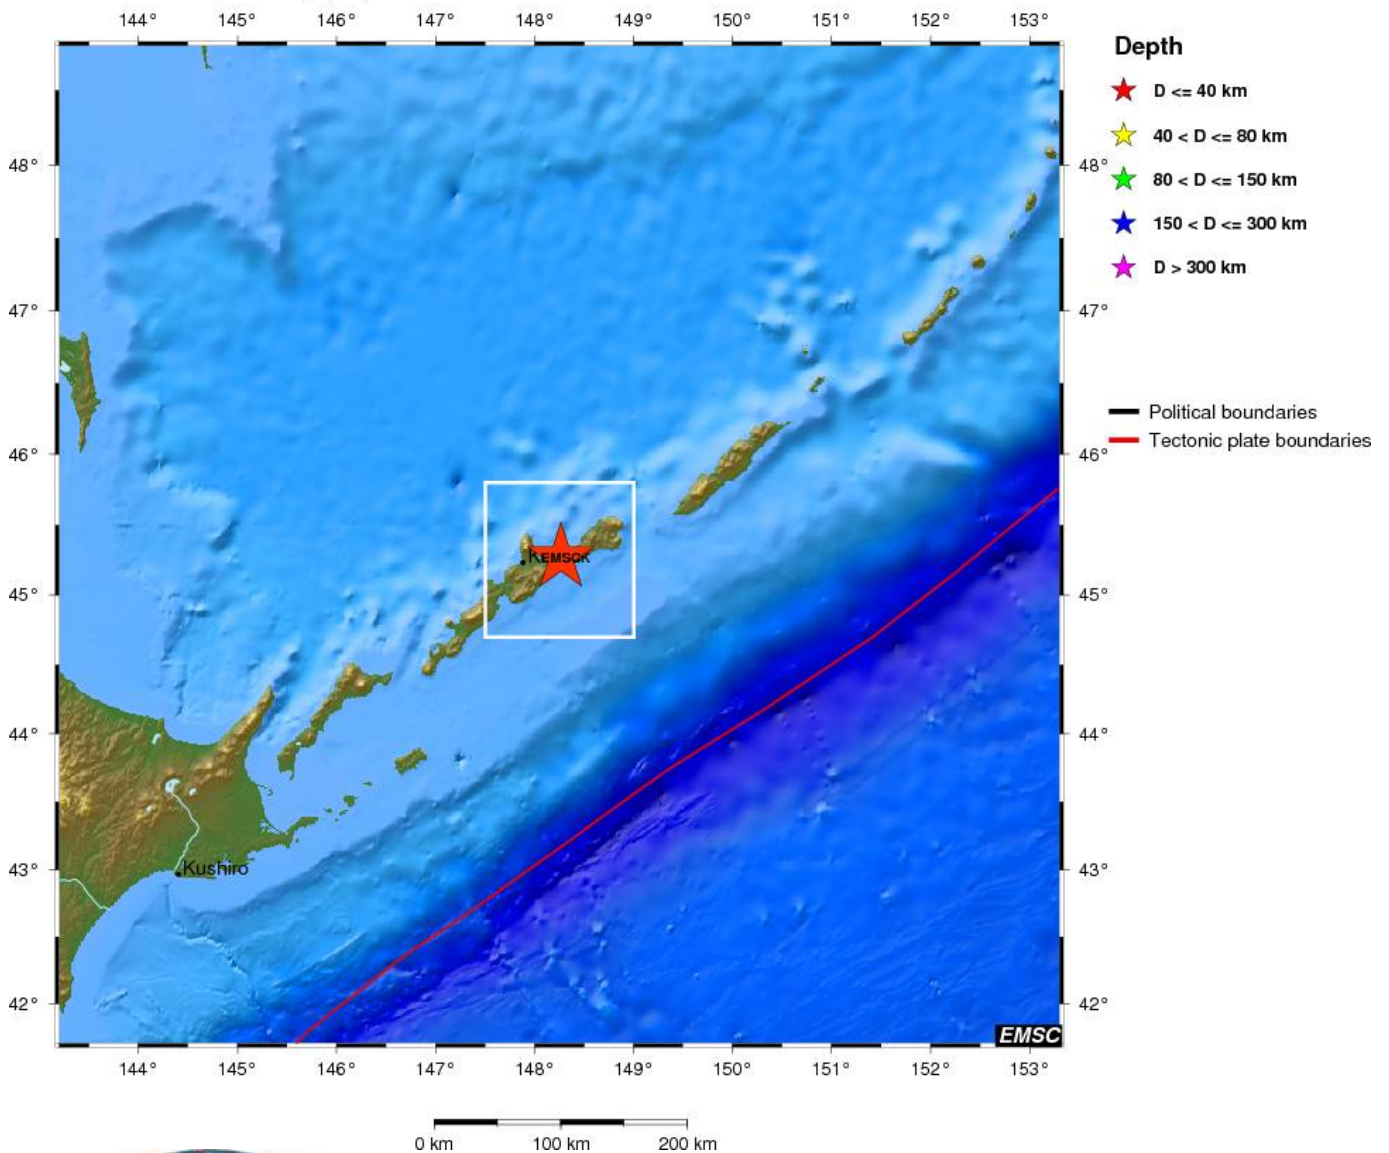 144° 145° 146° 147° 148° 149° 150° 151° 152° 153°
Depth
D <= 40 km
40 < D <= 80 km
80 < D <= 150 km
150 < D <= 300 km
D > 300 km
Political boundaries
Tectonic plate boundaries
48° 48°
47° 47°
46° 46°
45° 45°
44° 44°
43° 43°
42° 42°
EMSC
Kushiro
EMSC
144° 145° 146° 147° 148° 149° 150° 151° 152° 153°
0 km 100 km 200 km